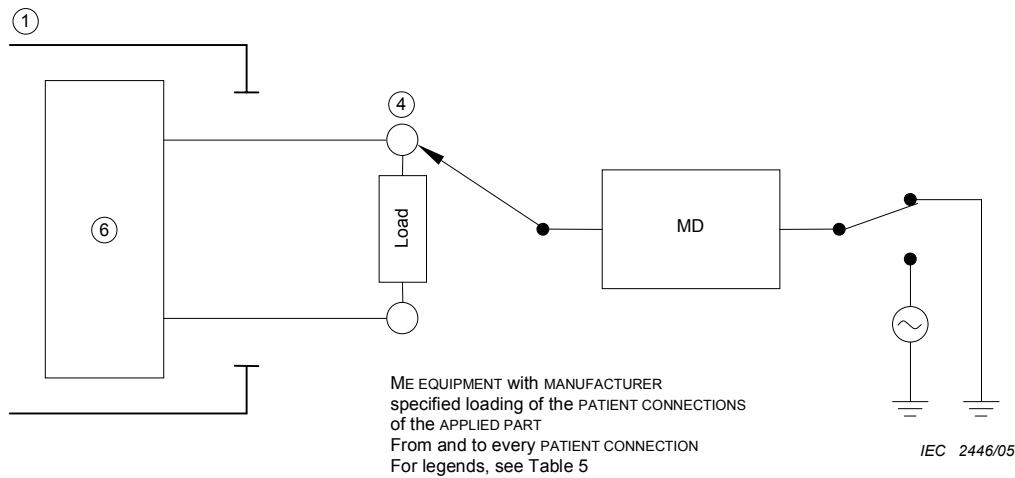 1
4
6
Load
MD
ME EQUIPMENT with MANUFACTURER
specified loading of the PATIENT CONNECTIONS
of the APPLIED PART
From and to every PATIENT CONNECTION
For legends, see Table 5
IEC 2446/05